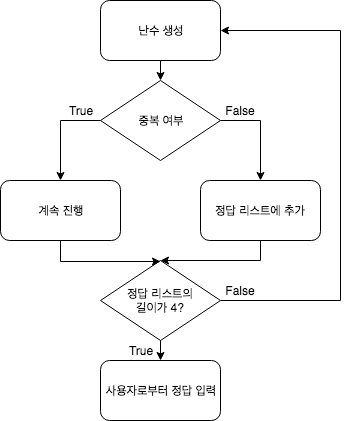 난수 생성
True
중복 여부
False
계속 진행
정답 리스트에 추가
정답 리스트의
길이가 4?
False
True
사용자로부터 정답 입력